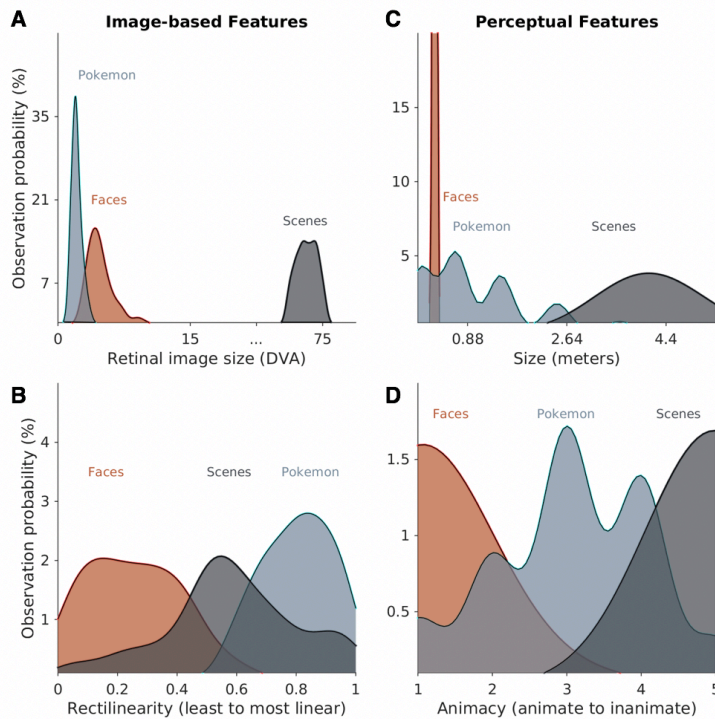 A
Image-based Features
Observation probability (%)
35
21
7
Pokemon
Faces
Scenes
0
15
...
75
Retinal image size (DVA)
C
Perceptual Features
15
10
5
Faces
Pokemon
Scenes
0.88
2.64
4.4
Size (meters)
B
Observation probability (%)
4
3
2
1
Faces
Scenes
Pokemon
0
0.2
0.4
0.6
0.8
1
Rectilinearity (least to most linear)
D
1.5
1
0.5
Faces
Pokemon
Scenes
1
2
3
4
5
Animacy (animate to inanimate)